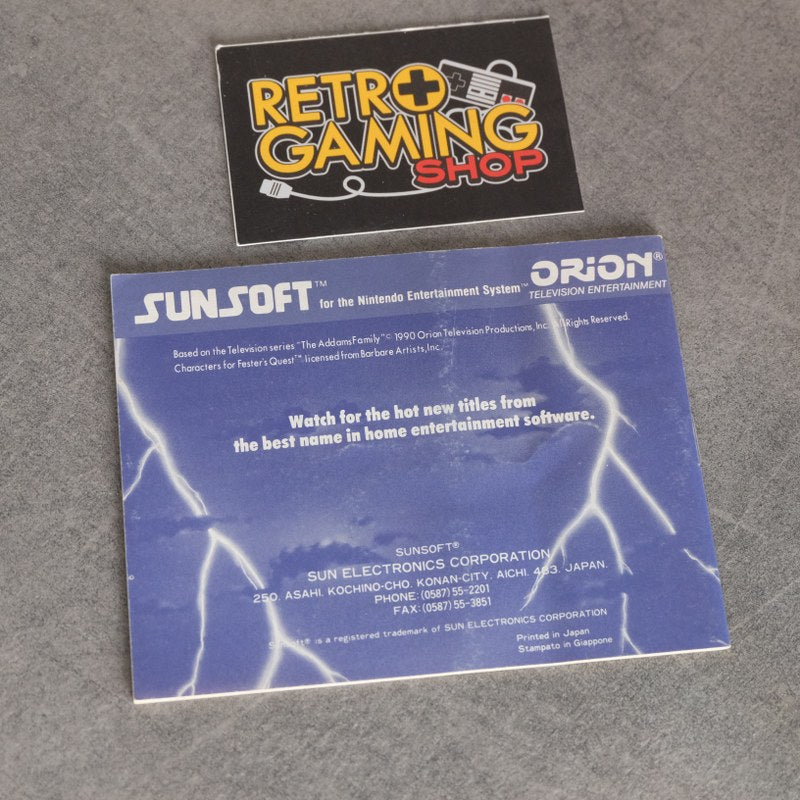 RETRO
GAMING
SHOP
SUNSOFT™ for the Nintendo Entertainment System™ ORION®
TELEVISION ENTERTAINMENT
Based on the Television series "The Addams Family" © 1990 Orion Television Productions, Inc. All Rights Reserved.
Characters for Fester's Quest™ licensed from Barbare Artists, Inc.
Watch for the hot new titles from
the best name in home entertainment software.
SUNSOFT®
SUN ELECTRONICS CORPORATION
250, ASAHI, KOCHINO-CHO, KONAN-CITY, AICHI, 483, JAPAN.
PHONE: (0587) 55-2201
FAX: (0587) 55-3851
Sunsoft® is a registered trademark of SUN ELECTRONICS CORPORATION
Printed in Japan
Stampato in Giappone